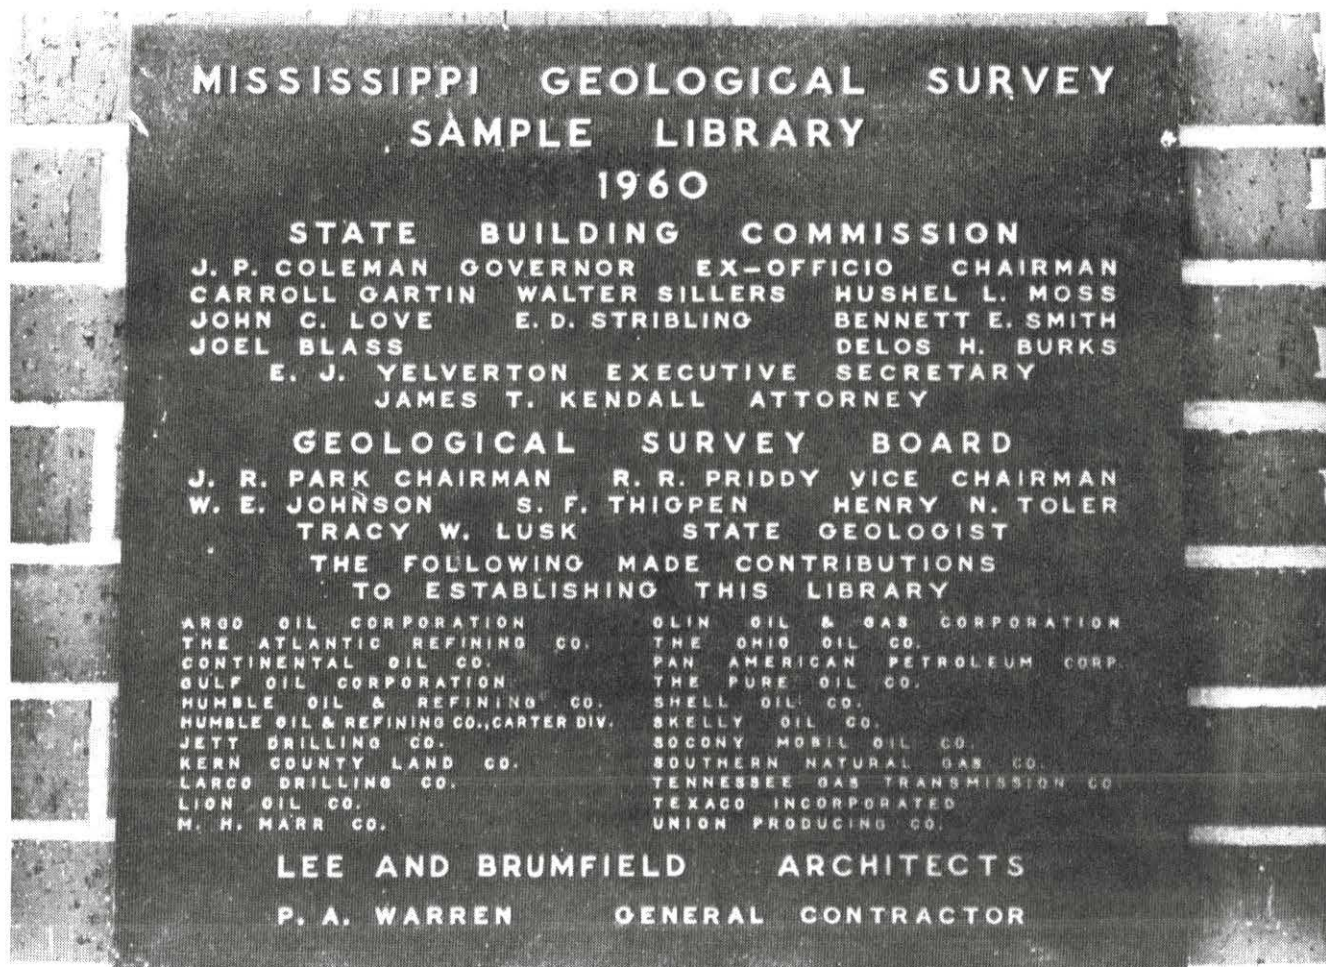 MISSISSIPPI GEOLOGICAL SURVEY
SAMPLE LIBRARY
1960
STATE BUILDING COMMISSION
J. P. COLEMAN GOVERNOR EX-OFFICIO CHAIRMAN
CARROLL GARTIN WALTER SILLERS HUSHEL L. MOSS
JOHN C. LOVE E. D. STRIBLING BENNETT E. SMITH
JOEL BLASS DELOS H. BURKS
E. J. YELVERTON EXECUTIVE SECRETARY
JAMES T. KENDALL ATTORNEY
GEOLOGICAL SURVEY BOARD
J. R. PARK CHAIRMAN R. R. PRIDDY VICE CHAIRMAN
W. E. JOHNSON S. F. THIGPEN HENRY N. TOLER
TRACY W. LUSK STATE GEOLOGIST
THE FOLLOWING MADE CONTRIBUTIONS
TO ESTABLISHING THIS LIBRARY
ARGO OIL CORPORATION
THE ATLANTIC REFINING CO.
CONTINENTAL OIL CO.
GULF OIL CORPORATION
HUMBLE OIL & REFINING CO.
HUMBLE OIL & REFINING CO., CARTER DIV.
JETT DRILLING CO.
KERN COUNTY LAND CO.
LARCO DRILLING CO.
LION OIL CO.
M. H. MARR CO.
OLIN OIL & GAS CORPORATION
THE OHIO OIL CO.
PAN AMERICAN PETROLEUM CORP.
THE PURE OIL CO.
SHELL OIL CO.
SKELLY OIL CO.
SOCONY MOBIL OIL CO.
SOUTHERN NATURAL GAS CO.
TENNESSEE GAS TRANSMISSION CO
TEXACO INCORPORATED
UNION PRODUCING CO.
LEE AND BRUMFIELD ARCHITECTS
P. A. WARREN GENERAL CONTRACTOR